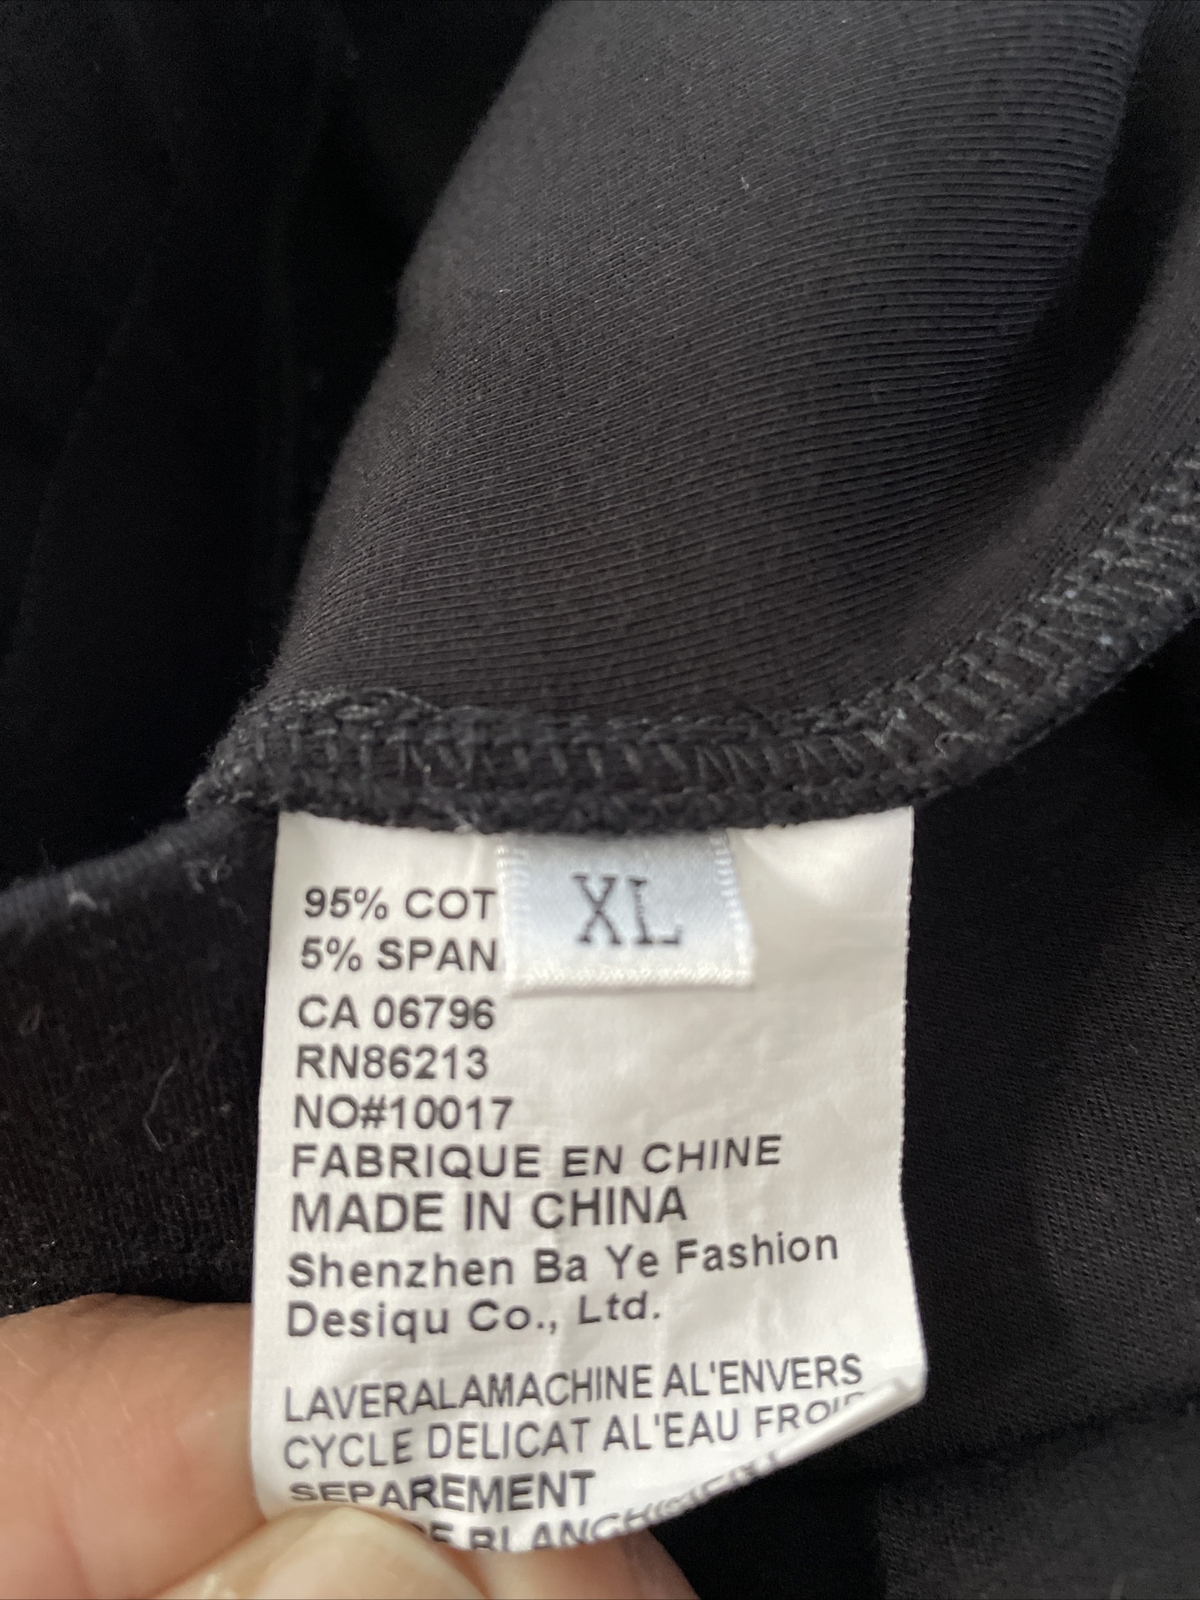 XL
95% COT
5% SPAN
CA 06796
RN86213
NO#10017
FABRIQUE EN CHINE
MADE IN CHINA
Shenzhen Ba Ye Fashion
Desiqu Co., Ltd.
LAVERALAMACHINE AL'ENVERS
CYCLE DELICAT AL'EAU FROI
SEPAREMENT
BLANCHIMENT